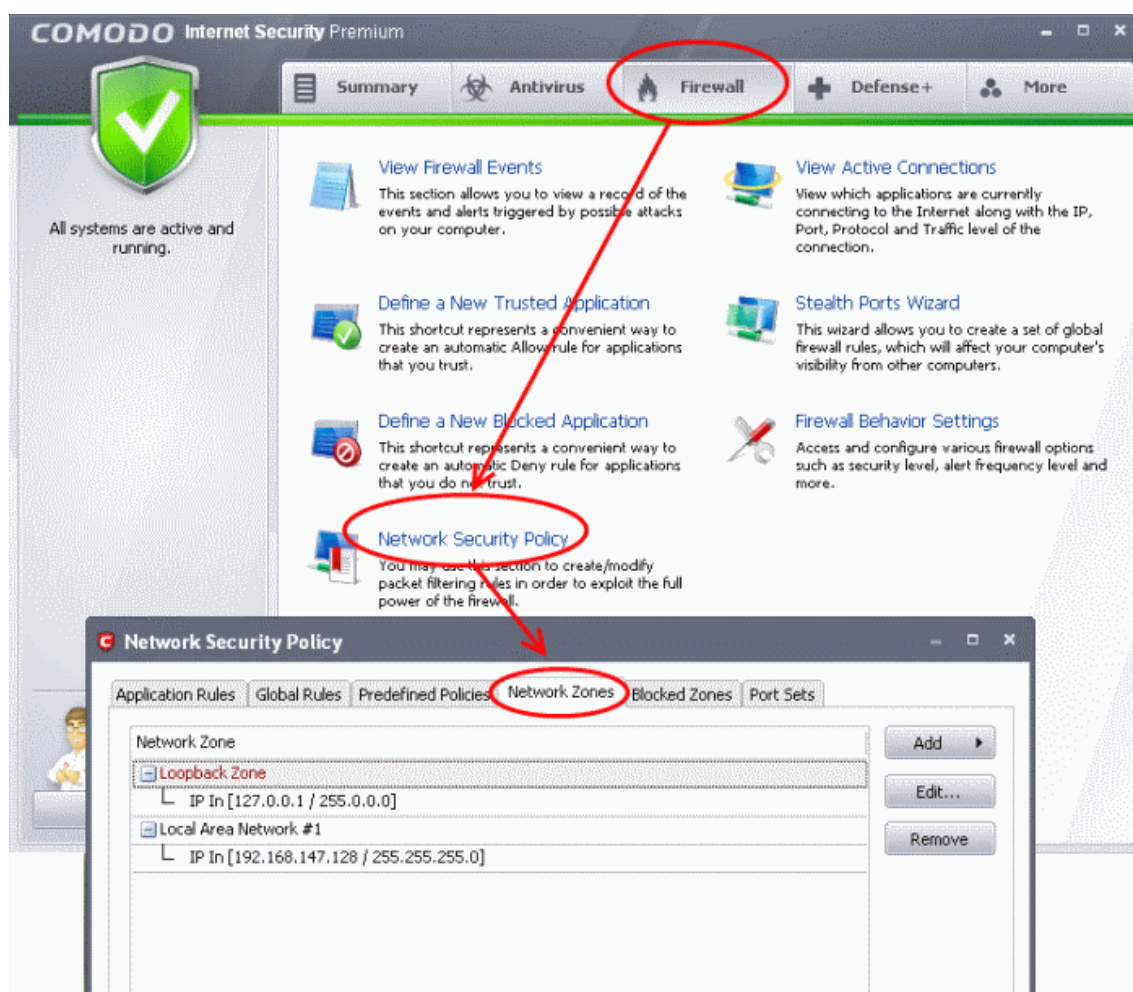 COMODO Internet Security Premium
Summary
Antivirus
Firewall
Defense+
More
All systems are active and
running.
View Firewall Events
This section allows you to view a record of the
events and alerts triggered by possible attacks
on your computer.
View Active Connections
View which applications are currently
connecting to the Internet along with the IP,
Port, Protocol and Traffic level of the
connection.
Define a New Trusted Application
This shortcut represents a convenient way to
create an automatic Allow rule for applications
that you trust.
Stealth Ports Wizard
This wizard allows you to create a set of global
firewall rules, which will affect your computer's
visibility from other computers.
Define a New Blocked Application
This shortcut represents a convenient way to
create an automatic Deny rule for applications
that you do not trust.
Firewall Behavior Settings
Access and configure various firewall options
such as security level, alert frequency level and
more.
Network Security Policy
You may use this section to create/modify
packet filtering rules in order to exploit the full
power of the firewall.
Network Security Policy
Application Rules
Global Rules
Predefined Policies
Network Zones
Blocked Zones
Port Sets
Network Zone
Loopback Zone
IP In [127.0.0.1 / 255.0.0.0]
Local Area Network #1
IP In [192.168.147.128 / 255.255.255.0]
Add
Edit...
Remove